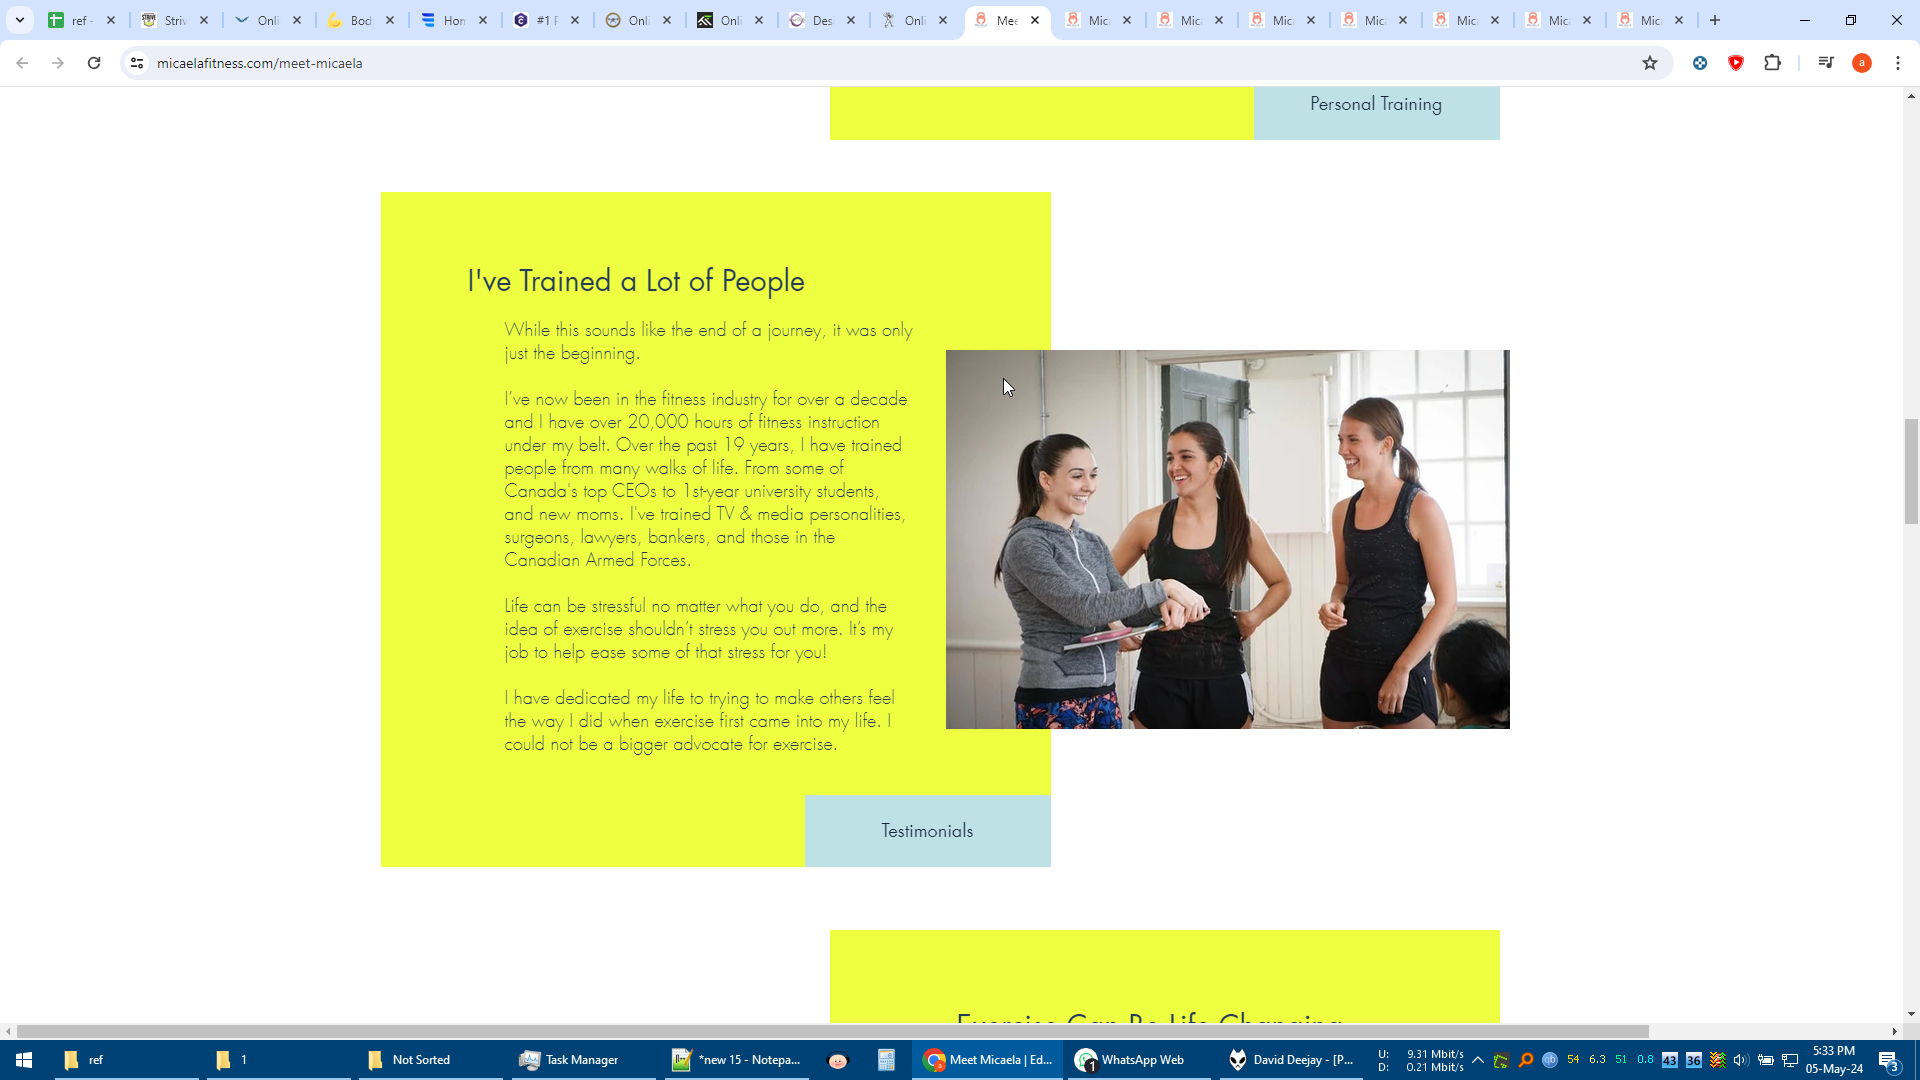 ref -
Striv
Onli
Bod
Hon
#1 F
Onli
Onl
Des
Onli
Mee
Mic
Mic
Mic
Mic
Mic
Mic
Mic
micaelafitness.com/meet-micaela
a
Personal Training
I've Trained a Lot of People
While this sounds like the end of a journey, it was only
just the beginning.
I've now been in the fitness industry for over a decade
and I have over 20,000 hours of fitness instruction
under my belt. Over the past 19 years, I have trained
people from many walks of life. From some of
Canada's top CEOs to 1st-year university students,
and new moms. I've trained TV & media personalities,
surgeons, lawyers, bankers, and those in the
Canadian Armed Forces.
Life can be stressful no matter what you do, and the
idea of exercise shouldn't stress you out more. It's my
job to help ease some of that stress for you!
I have dedicated my life to trying to make others feel
the way I did when exercise first came into my life. I
could not be a bigger advocate for exercise.
Testimonials
Exercise Can Be Life Changing
ref
1
Not Sorted
Task Manager
*new 15 - Notepa...
Meet Micaela | Ed...
1
WhatsApp Web
David Deejay - [P...
U: 9.31 Mbit/s
D: 0.21 Mbit/s
54 6.3 51 0.8 43 36
5:33 PM
05-May-24
3